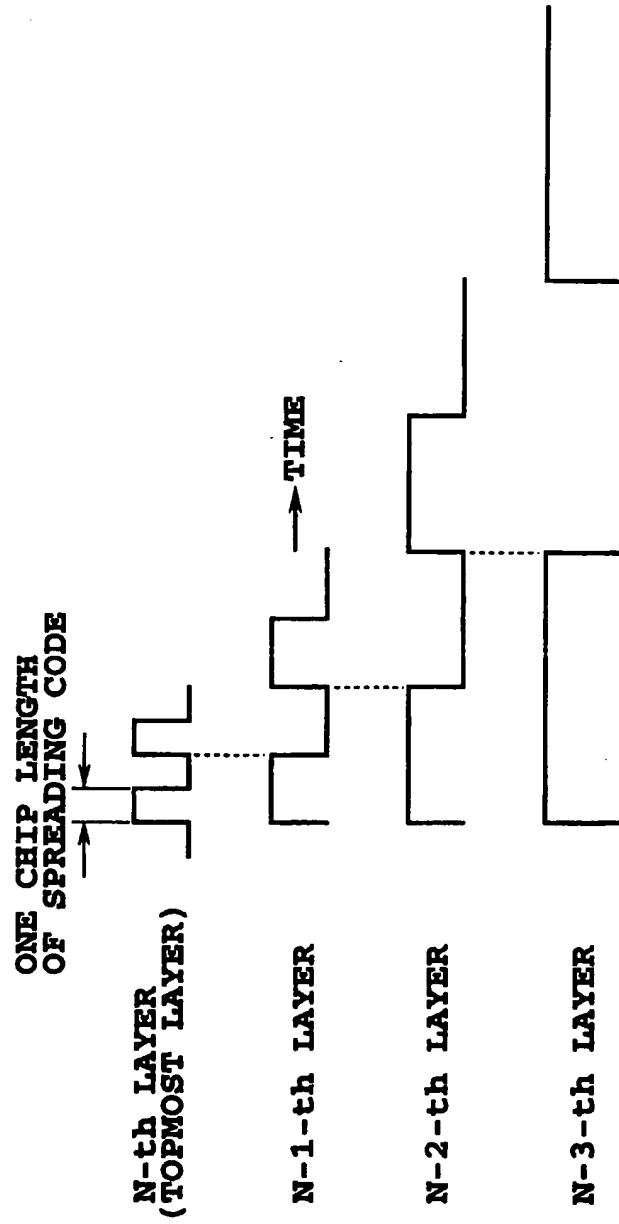 ONE CHIP LENGTH
OF SPREADING CODE
N-th LAYER
(TOPMOST LAYER)
N-1-th LAYER
TIME
N-2-th LAYER
N-3-th LAYER